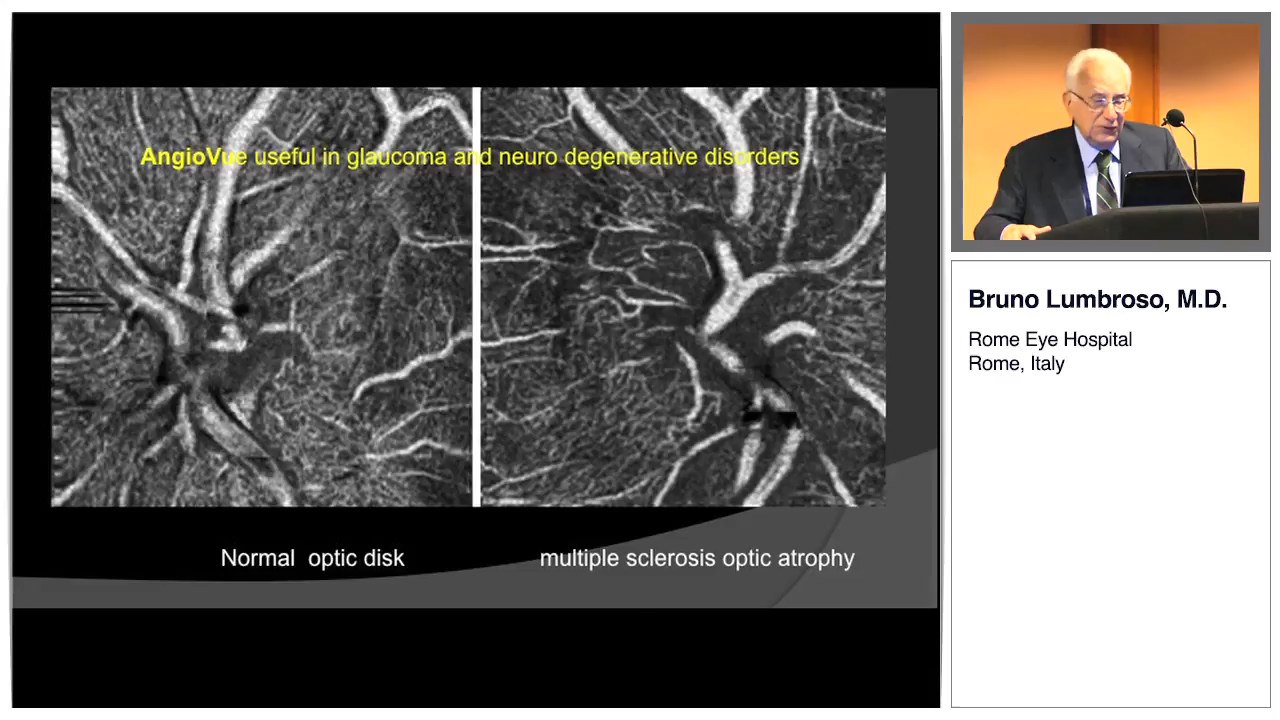 AngioVue useful in glaucoma and neuro degenerative disorders
Normal optic disk
multiple sclerosis optic atrophy
Bruno Lumbroso, M.D.
Rome Eye Hospital
Rome, Italy